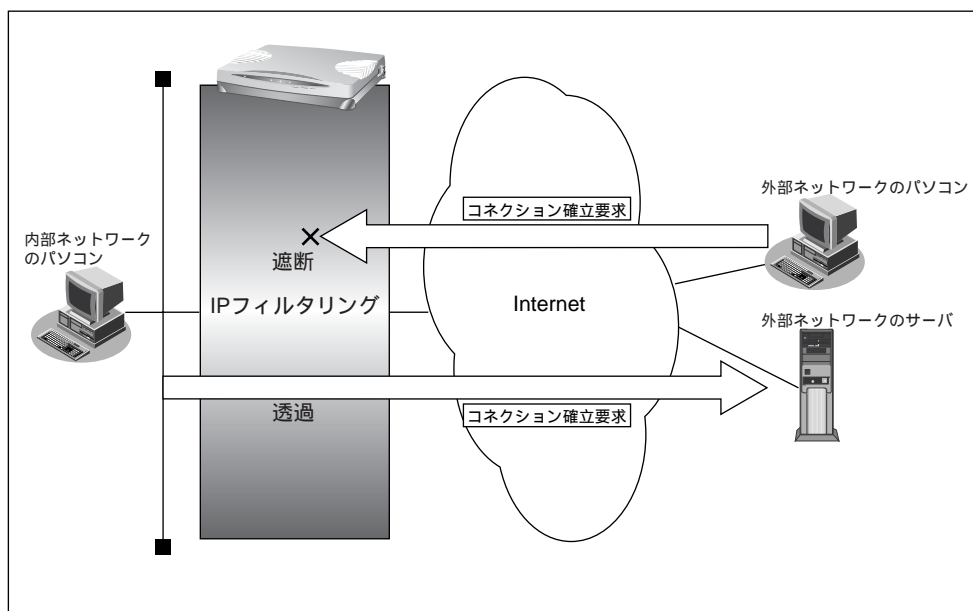 外部ネットワークのパソコン
コネクション確立要求
内部ネットワーク
のパソコン
遮断
IPフィルタリング
Internet
外部ネットワークのサーバ
透過
コネクション確立要求